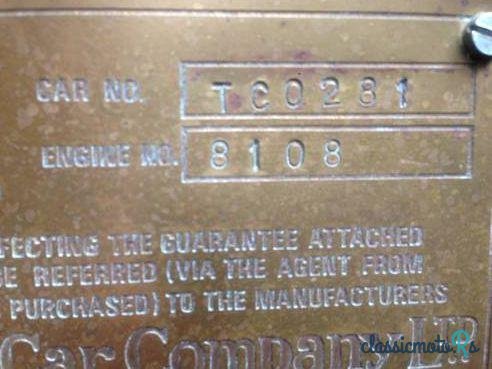 CAR NO. TC0281
ENGINE NO. 8108
FECTING THE GUARANTEE ATTACHED
BE REFERRED (VIA THE AGENT FROM
PURCHASED) TO THE MANUFACTURERS
Car Company LTD
classicmotors